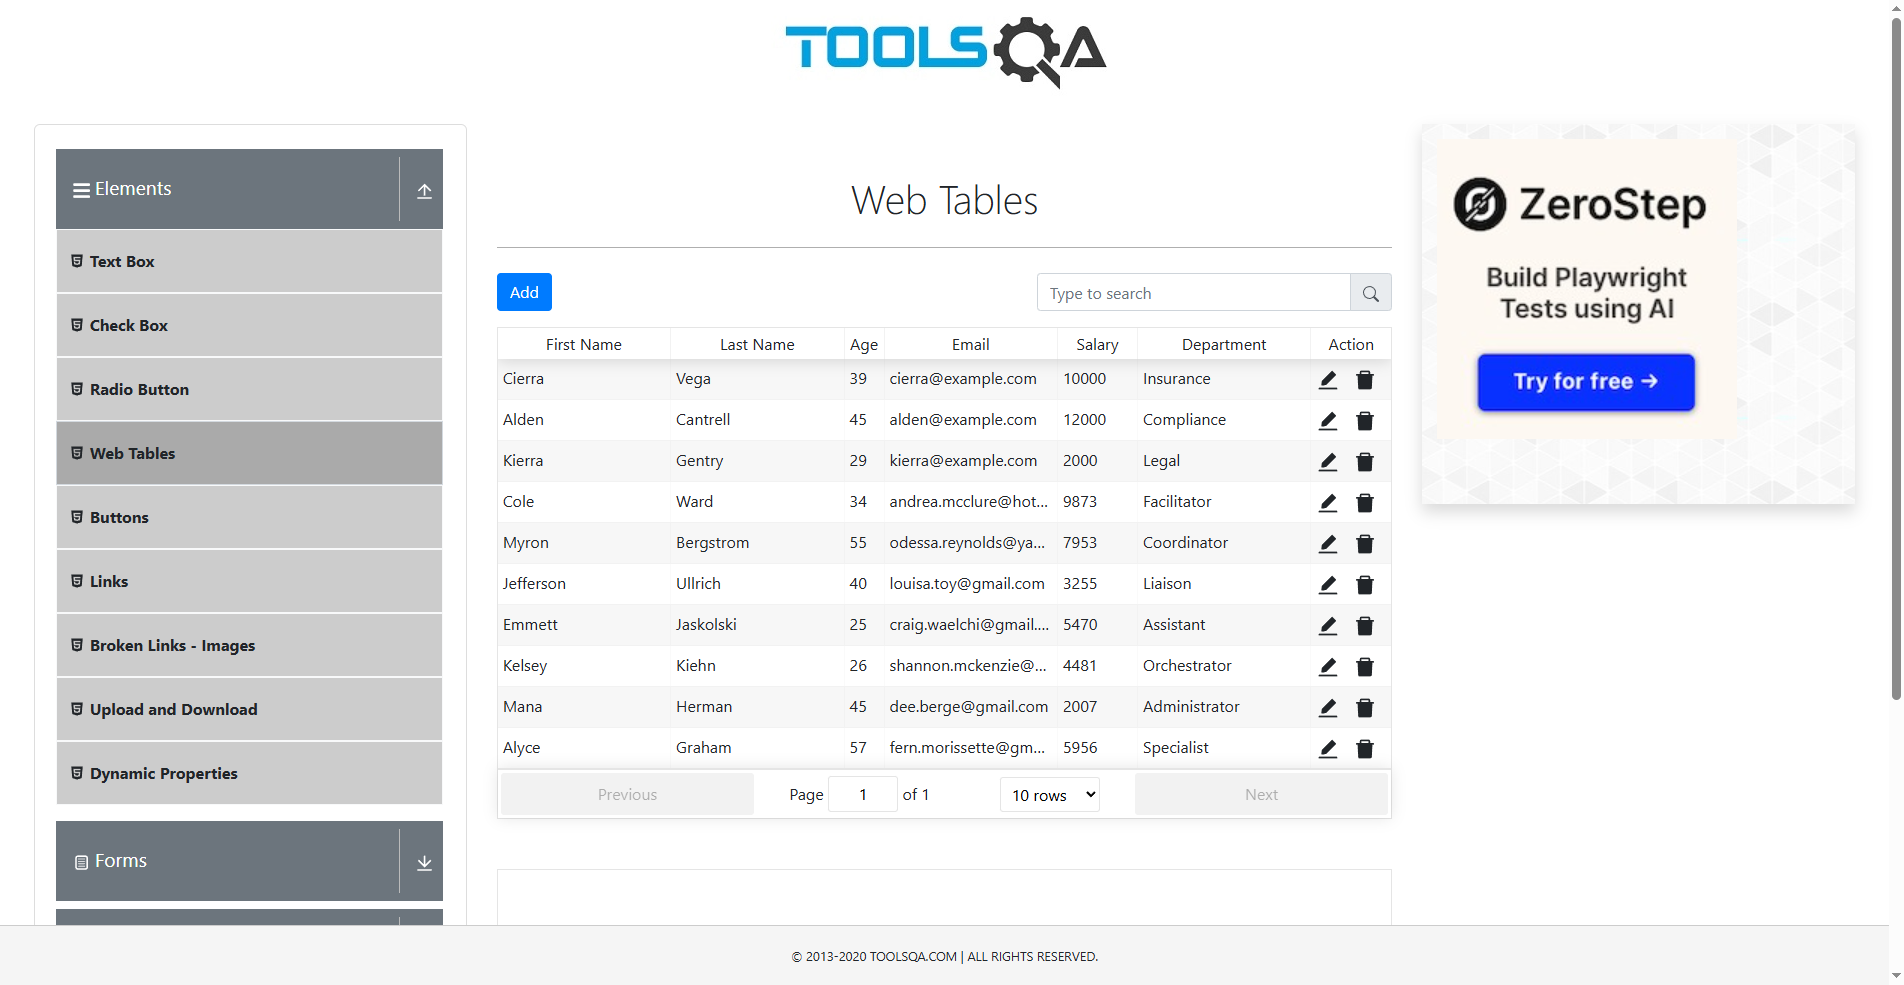 TOOLSQA
Elements
Text Box
Check Box
Radio Button
Web Tables
Buttons
Links
Broken Links - Images
Upload and Download
Dynamic Properties
Forms
Web Tables
Add
Type to search
First Name Last Name Age Email Salary Department Action
Cierra Vega 39 cierra@example.com 10000 Insurance
Alden Cantrell 45 alden@example.com 12000 Compliance
Kierra Gentry 29 kierra@example.com 2000 Legal
Cole Ward 34 andrea.mcclure@hot... 9873 Facilitator
Myron Bergstrom 55 odessa.reynolds@ya... 7953 Coordinator
Jefferson Ullrich 40 louisa.toy@gmail.com 3255 Liaison
Emmett Jaskolski 25 craig.waelchi@gmail.... 5470 Assistant
Kelsey Kiehn 26 shannon.mckenzie@... 4481 Orchestrator
Mana Herman 45 dee.berge@gmail.com 2007 Administrator
Alyce Graham 57 fern.morissette@gm... 5956 Specialist
Previous Page 1 of 1 10 rows Next
ZeroStep
Build Playwright
Tests using AI
Try for free →
© 2013-2020 TOOLSQA.COM | ALL RIGHTS RESERVED.